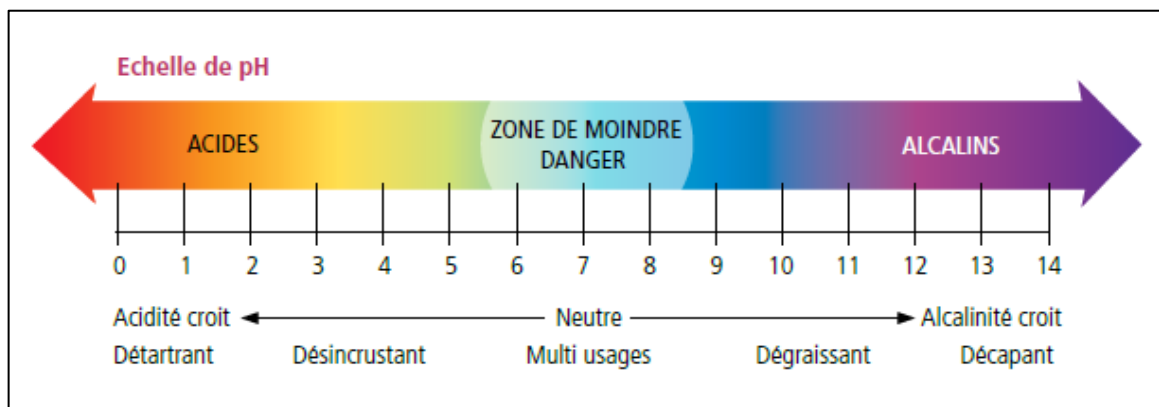 Echelle de pH
ACIDES
ZONE DE MOINDRE
DANGER
ALCALINS
0 1 2 3 4 5 6 7 8 9 10 11 12 13 14
Acidité croit Neutre Alcalinité croit
Détartrant Désincrustant Multi usages Dégraissant Décapant